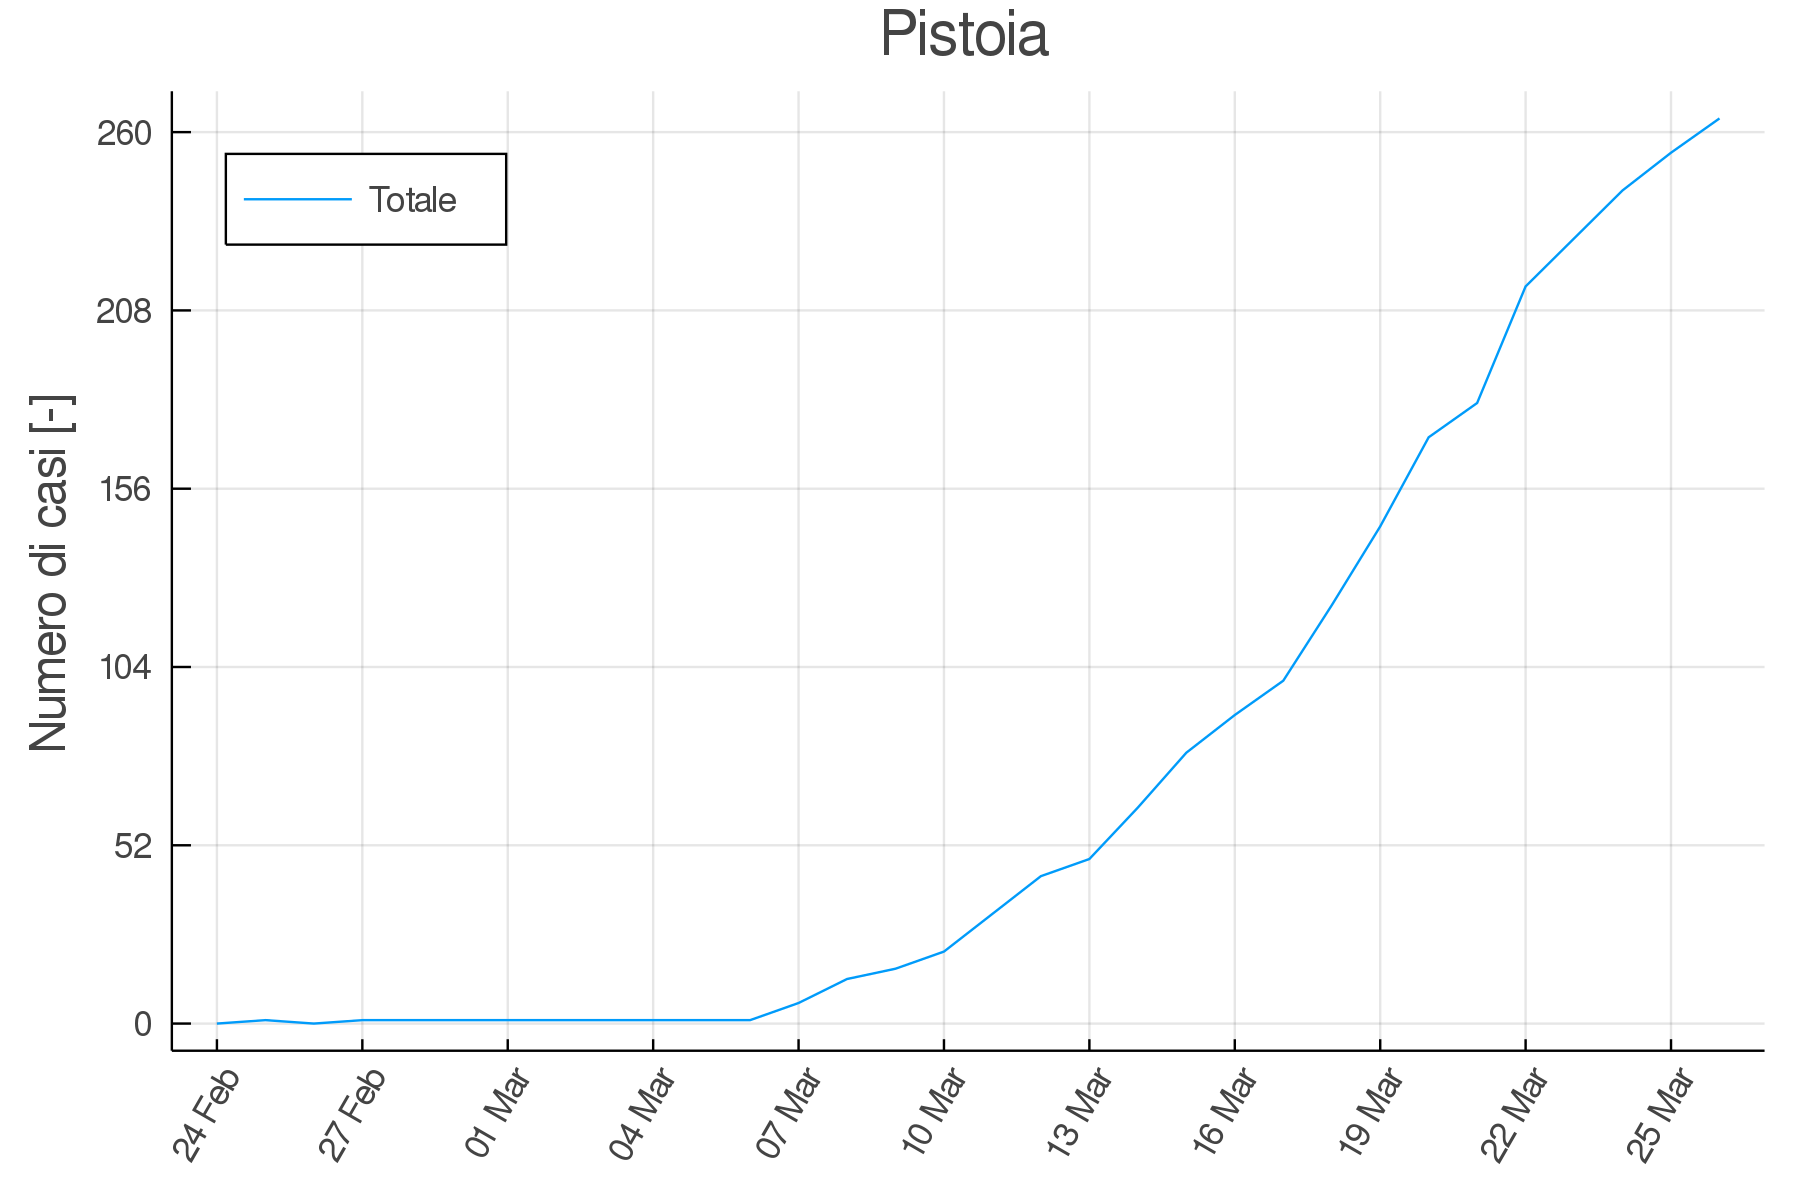 Pistoia
Numero di casi [-]
260
208
156
104
52
0
Totale
24 Feb
27 Feb
01 Mar
04 Mar
07 Mar
10 Mar
13 Mar
16 Mar
19 Mar
22 Mar
25 Mar